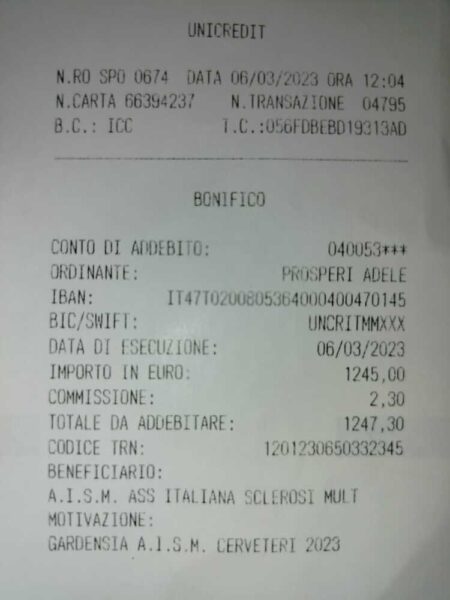 UNICREDIT
N.RO SPO 0674 DATA 06/03/2023 ORA 12:04
N.CARTA 66394237 N.TRANSAZIONE 04795
B.C.: ICC T.C.:056FDBEBD19313AD
BONIFICO
CONTO DI ADDEBITO: 040053***
ORDINANTE: PROSPERI ADELE
IBAN: IT47T0200805364000400470145
BIC/SWIFT: UNCRITMMXXX
DATA DI ESECUZIONE: 06/03/2023
IMPORTO IN EURO: 1245,00
COMMISSIONE: 2,30
TOTALE DA ADDEBITARE: 1247,30
CODICE TRN: 1201230650332345
BENEFICIARIO:
A.I.S.M. ASS ITALIANA SCLEROSI MULT
MOTIVAZIONE:
GARDENSIA A.I.S.M. CERVETERI 2023